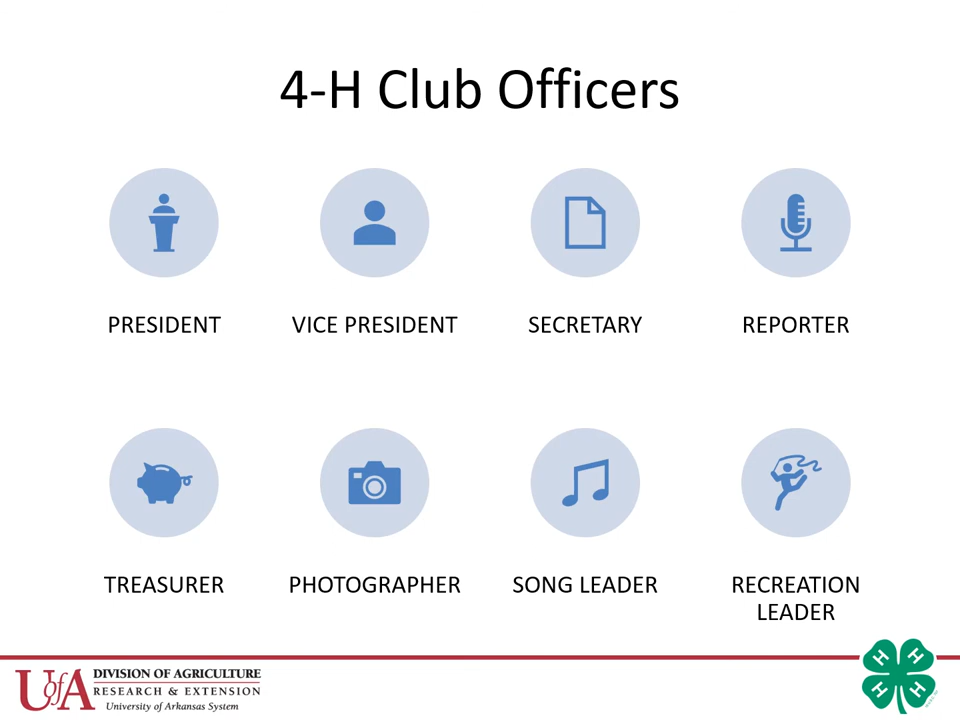 4-H Club Officers
PRESIDENT
VICE PRESIDENT
SECRETARY
REPORTER
TREASURER
PHOTOGRAPHER
SONG LEADER
RECREATION
LEADER
UofA
DIVISION OF AGRICULTURE
RESEARCH & EXTENSION
University of Arkansas System
H H
H H